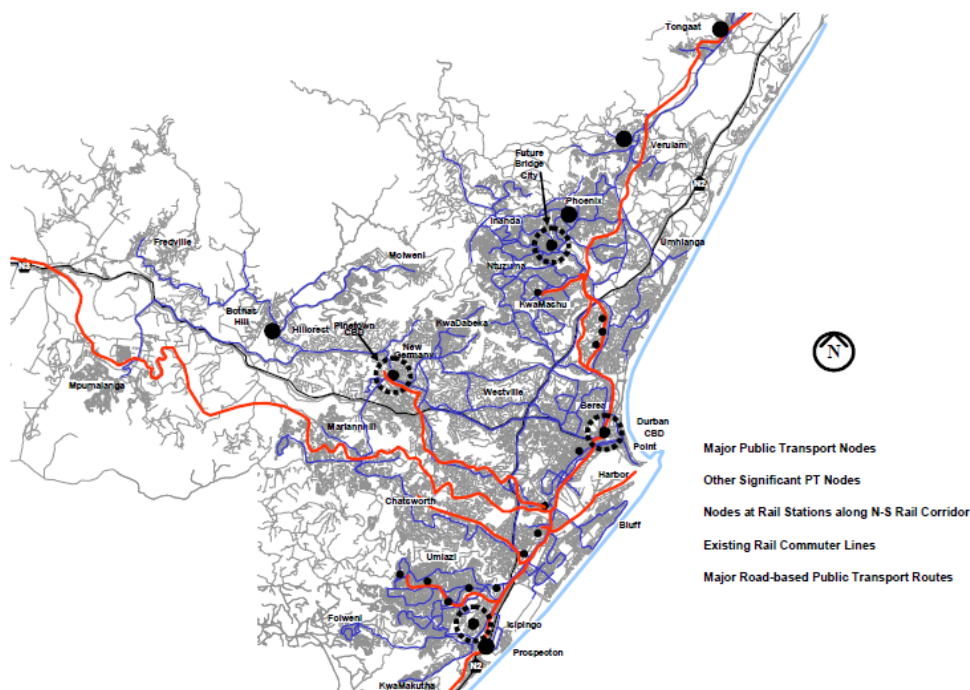 Tongaat
Verulam
Future
Bridge
City
N2
Phoenix
Inanda
Umhlanga
Fredville
Molweni
Ntuzuma
N3
KwaMashu
Bothas
Hill
Hillcrest
Pinetown
CBD
KwaDabeka
New
Germany
N
Mpumalanga
Westville
Berea
Durban
CBD
Point
Mariannhill
Major Public Transport Nodes
Harbor
Other Significant PT Nodes
Chatsworth
Nodes at Rail Stations along N-S Rail Corridor
Bluff
Existing Rail Commuter Lines
Umlazi
Major Road-based Public Transport Routes
Folweni
Isipingo
Prospecton
N2
KwaMakutha